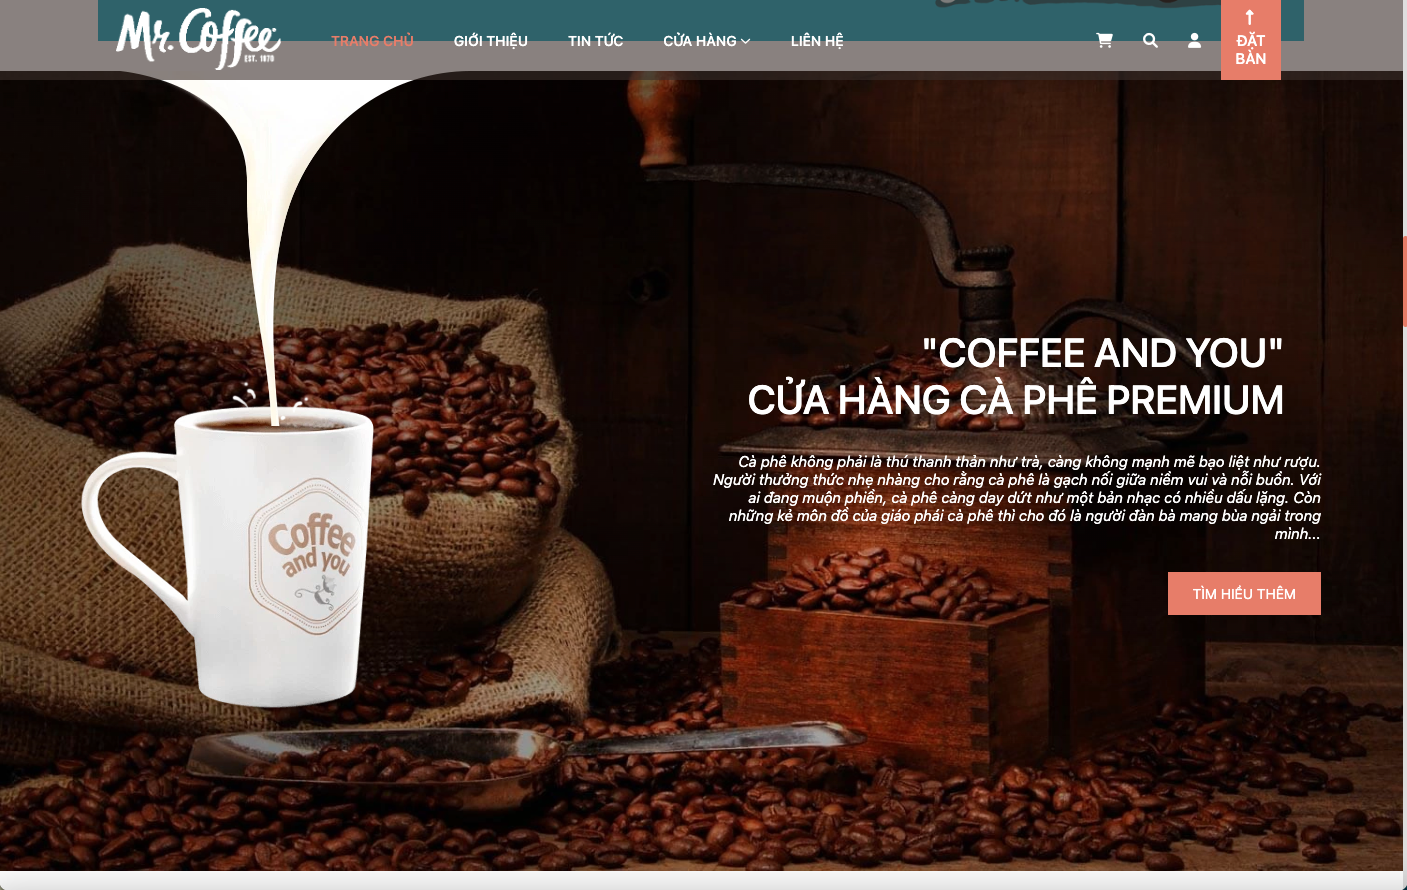 Mr. Coffee
EST. 1970
TRANG CHỦ
GIỚI THIỆU
TIN TỨC
CỬA HÀNG
LIÊN HỆ
ĐẶT
BÀN
"COFFEE AND YOU"
CỬA HÀNG CÀ PHÊ PREMIUM
Cà phê không phải là thú thanh thản như trà, càng không mạnh mẽ bạo liệt như rượu.
Người thưởng thức nhẹ nhàng cho rằng cà phê là gạch nối giữa niềm vui và nỗi buồn. Với
ai đang muộn phiền, cà phê càng day dứt như một bản nhạc có nhiều dấu lặng. Còn
những kẻ môn đồ của giáo phái cà phê thì cho đó là người đàn bà mang bùa ngải trong
mình...
TÌM HIỂU THÊM
Coffee
and you